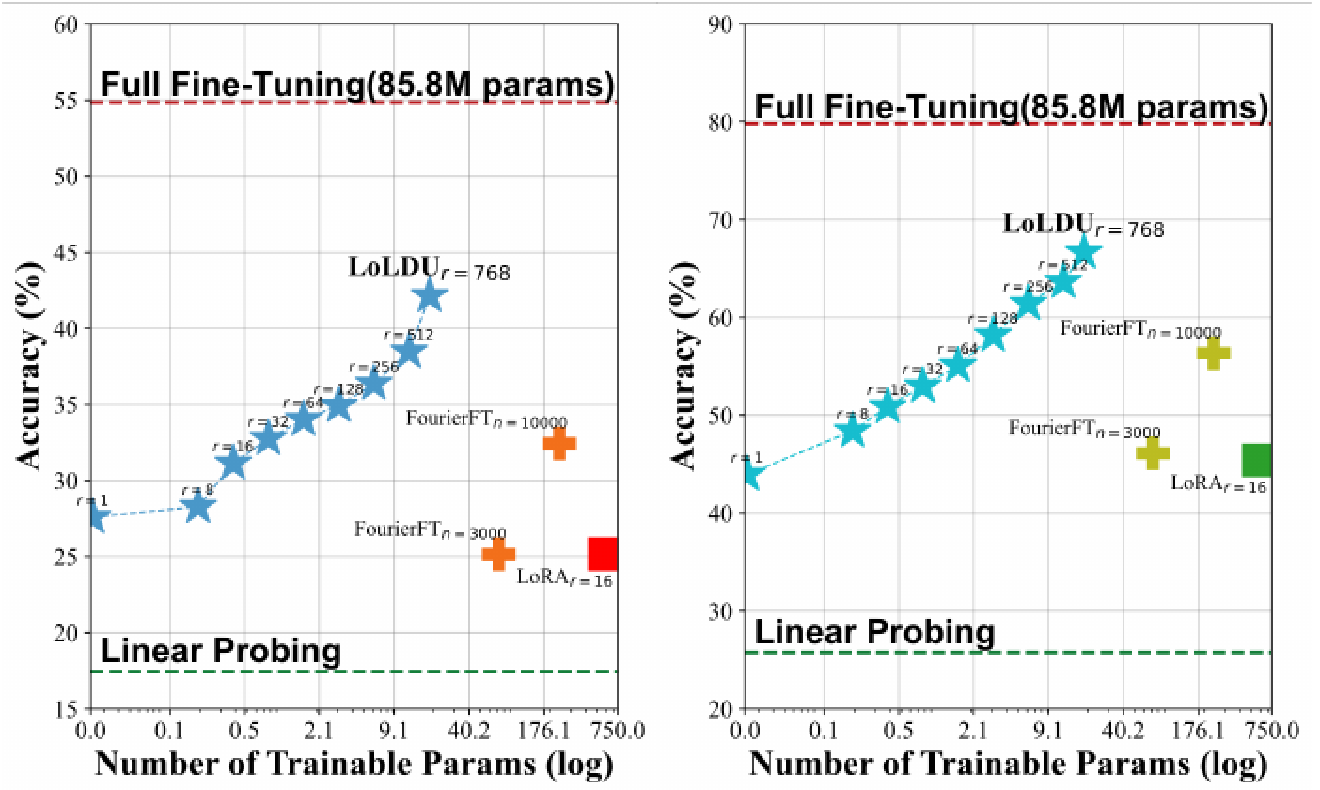 60
55
50
45
40
35
30
25
20
15
Accuracy (%)
Full Fine-Tuning(85.8M params)
LoLDU r = 768
r = 512
r = 256
r = 128
r = 64
r = 32
r = 16
r = 8
r = 1
FourierFT n = 10000
FourierFT n = 3000
LoRA r = 16
Linear Probing
0.0 0.1 0.5 2.1 9.1 40.2 176.1 750.0
Number of Trainable Params (log)
90
80
70
60
50
40
30
20
Accuracy (%)
Full Fine-Tuning(85.8M params)
LoLDU r = 768
r = 512
r = 256
r = 128
r = 64
r = 32
r = 16
r = 8
r = 1
FourierFT n = 10000
FourierFT n = 3000
LoRA r = 16
Linear Probing
0.0 0.1 0.5 2.1 9.1 40.2 176.1 750.0
Number of Trainable Params (log)